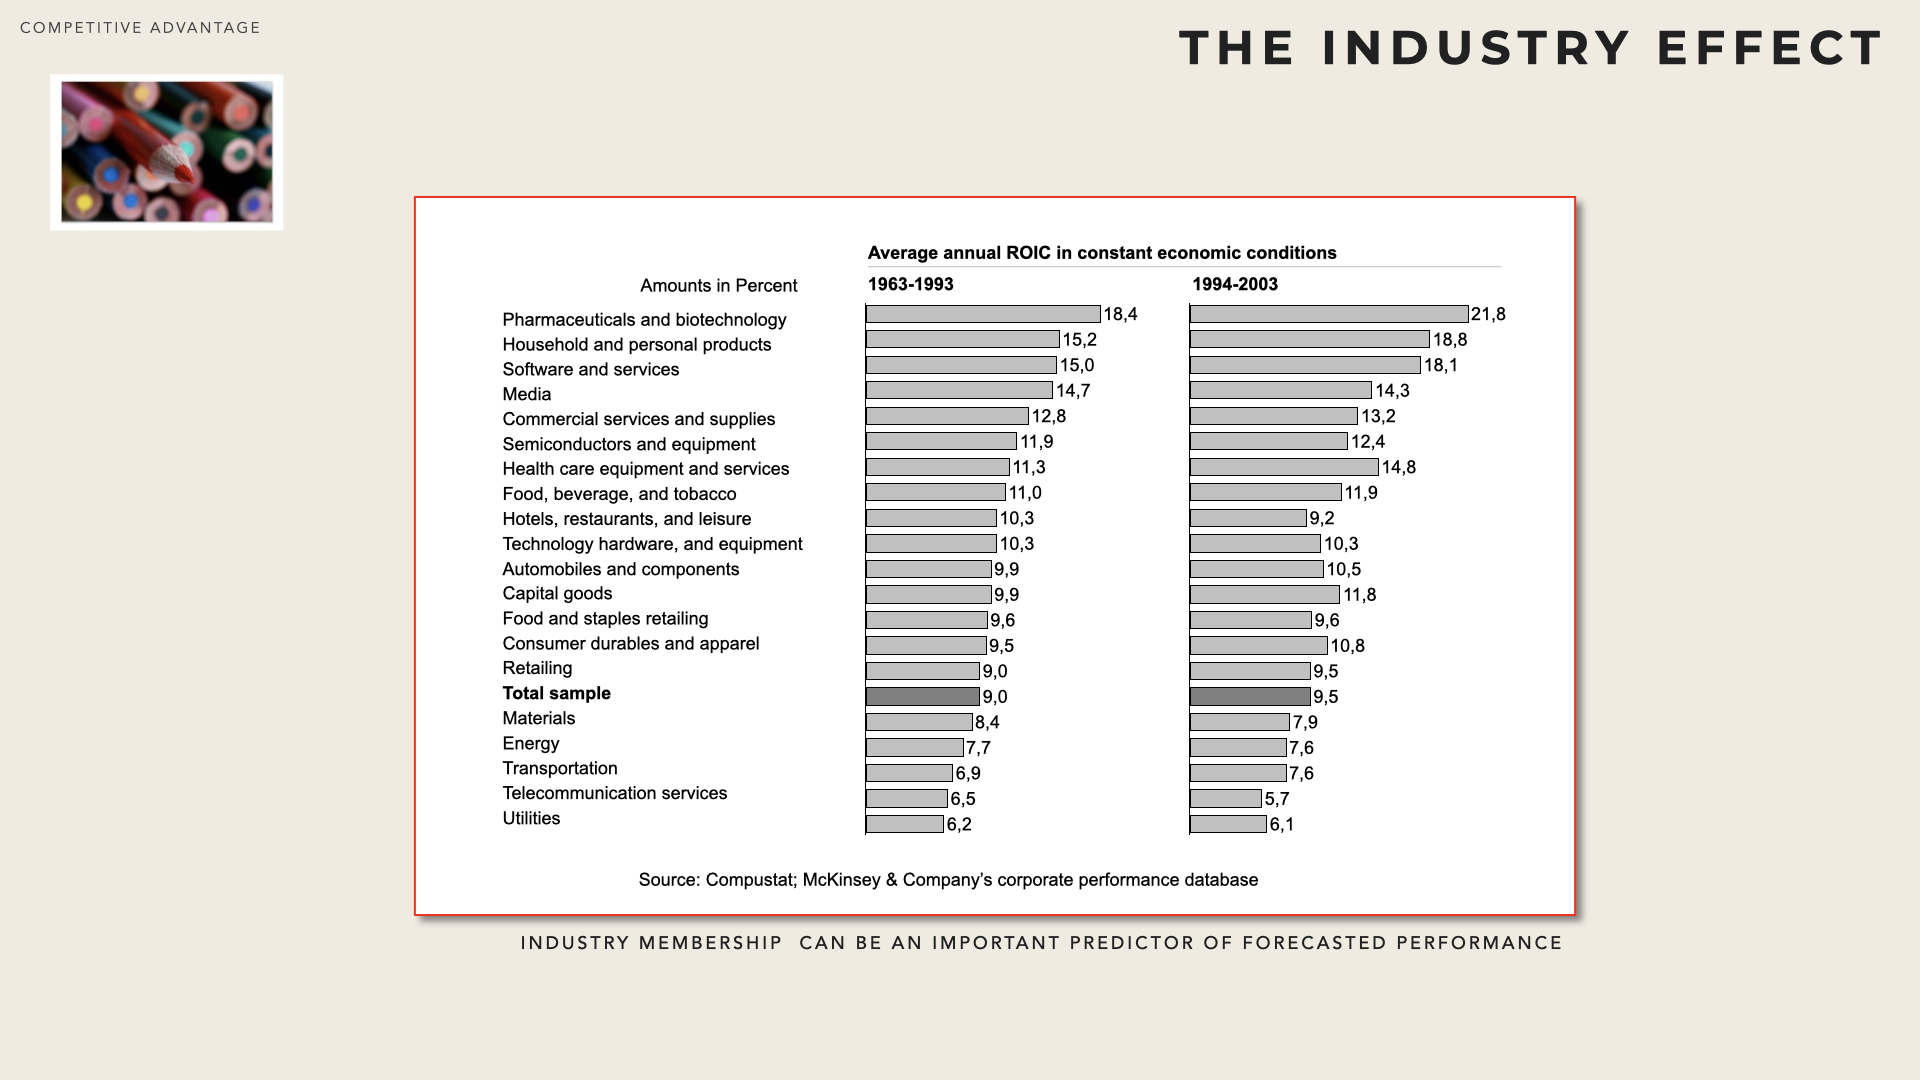 COMPETITIVE ADVANTAGE
THE INDUSTRY EFFECT
Average annual ROIC in constant economic conditions
Amounts in Percent 1963-1993 1994-2003
Pharmaceuticals and biotechnology 18,4 21,8
Household and personal products 15,2 18,8
Software and services 15,0 18,1
Media 14,7 14,3
Commercial services and supplies 12,8 13,2
Semiconductors and equipment 11,9 12,4
Health care equipment and services 11,3 14,8
Food, beverage, and tobacco 11,0 11,9
Hotels, restaurants, and leisure 10,3 9,2
Technology hardware, and equipment 10,3 10,3
Automobiles and components 9,9 10,5
Capital goods 9,9 11,8
Food and staples retailing 9,6 9,6
Consumer durables and apparel 9,5 10,8
Retailing 9,0 9,5
Total sample 9,0 9,5
Materials 8,4 7,9
Energy 7,7 7,6
Transportation 6,9 7,6
Telecommunication services 6,5 5,7
Utilities 6,2 6,1
Source: Compustat; McKinsey & Company’s corporate performance database
INDUSTRY MEMBERSHIP CAN BE AN IMPORTANT PREDICTOR OF FORECASTED PERFORMANCE